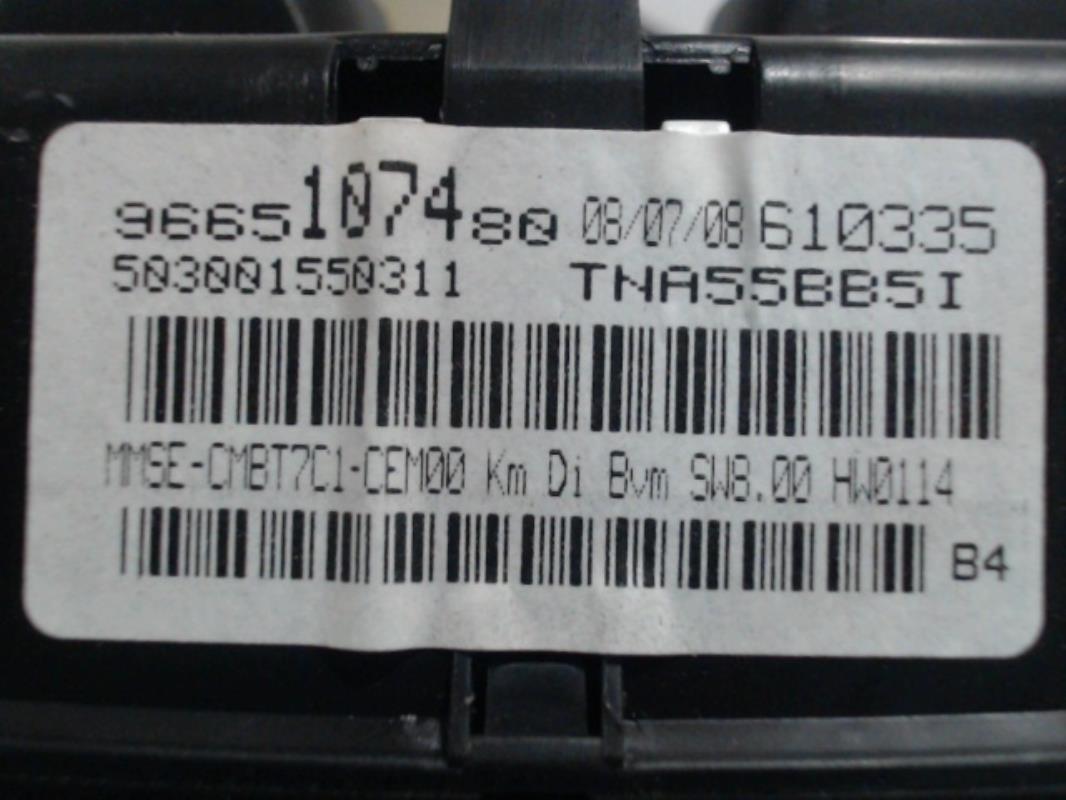 9665107480 08/07/08 610335
503001550311 TNA55BB5I
MMSE-CMBT7C1-CEM00 Km Di Bvm SW8.00 HW0114
B4